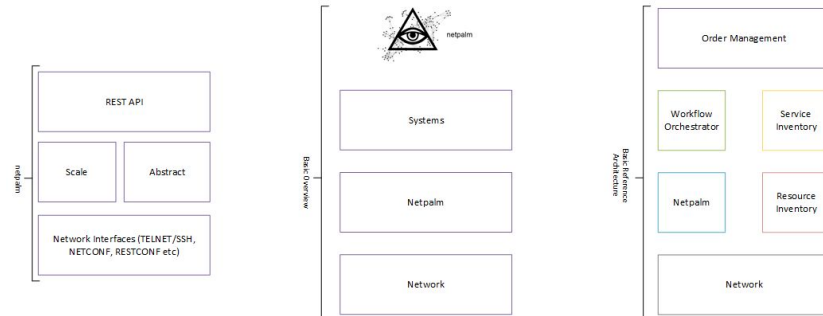 netpalm
REST API
Scale
Abstract
Network Interfaces (TELNET/SSH,
NETCONF, RESTCONF etc)
netpalm
Basic Overview
Systems
Netpalm
Network
Basic Reference
Architecture
Order Management
Workflow
Orchestrator
Service
Inventory
Netpalm
Resource
Inventory
Network